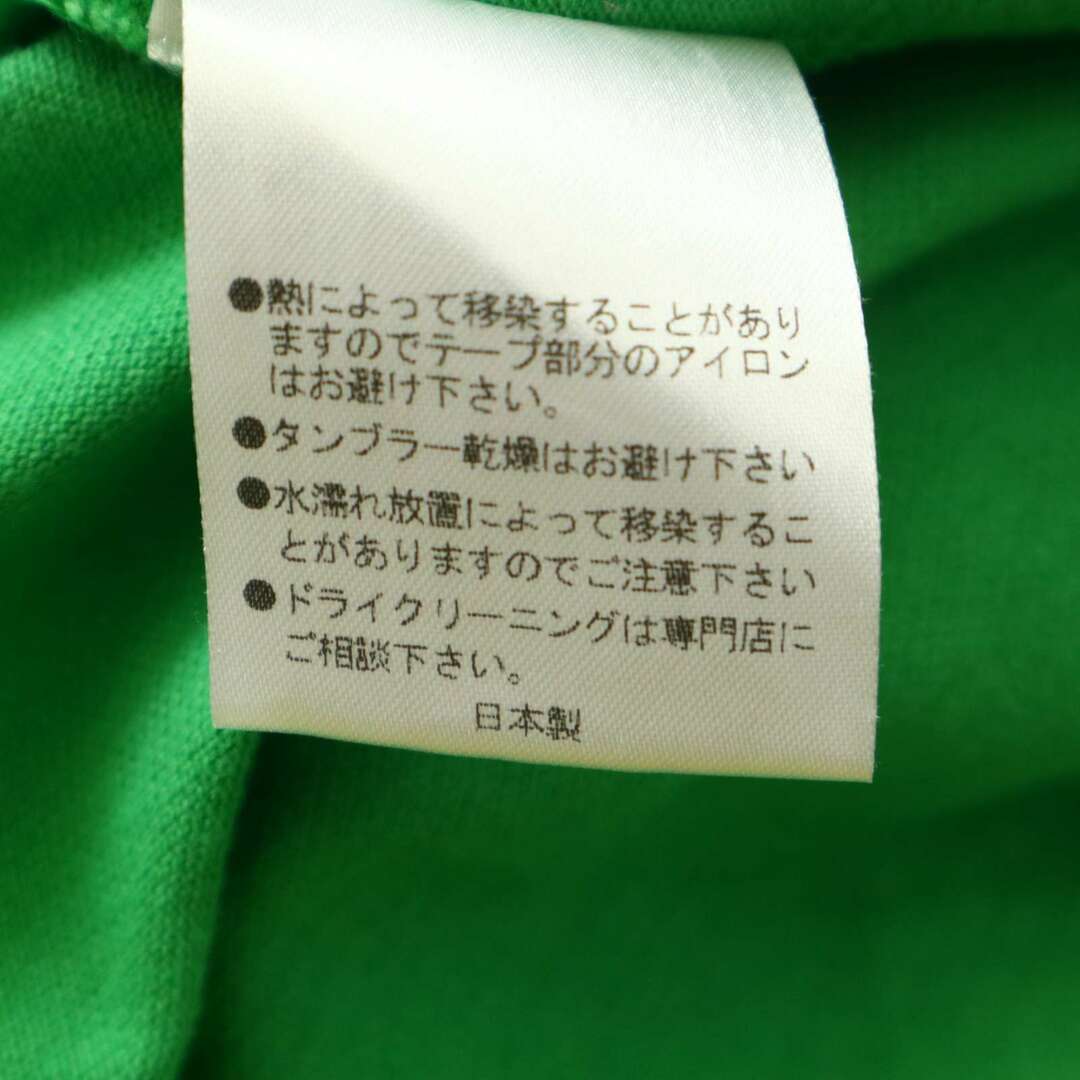 ●熱によって移染することがあり
ますのでテープ部分のアイロン
はお避け下さい。
●タンブラー乾燥はお避け下さい
●水濡れ放置によって移染するこ
とがありますのでご注意下さい
●ドライクリーニングは専門店に
ご相談下さい。
日本製